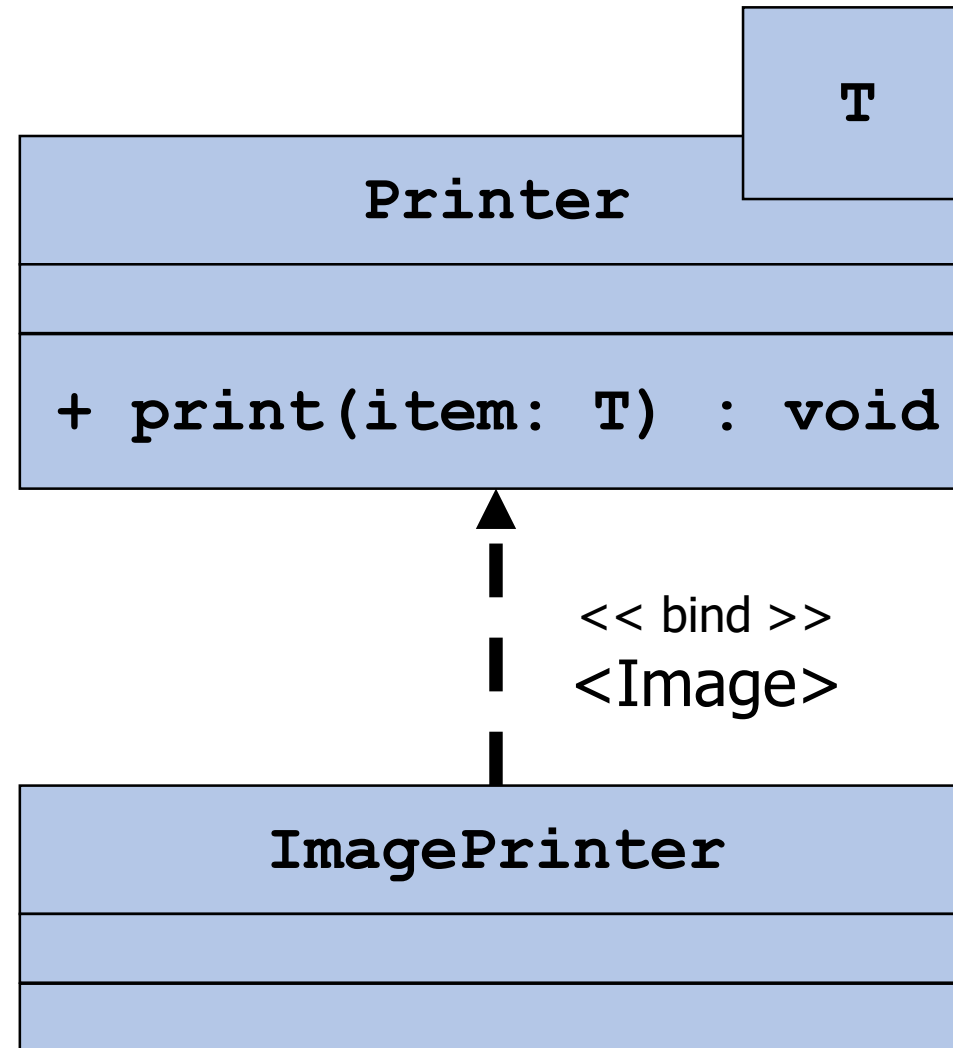 T
Printer
+ print(item: T) : void
<< bind >>
<Image>
ImagePrinter